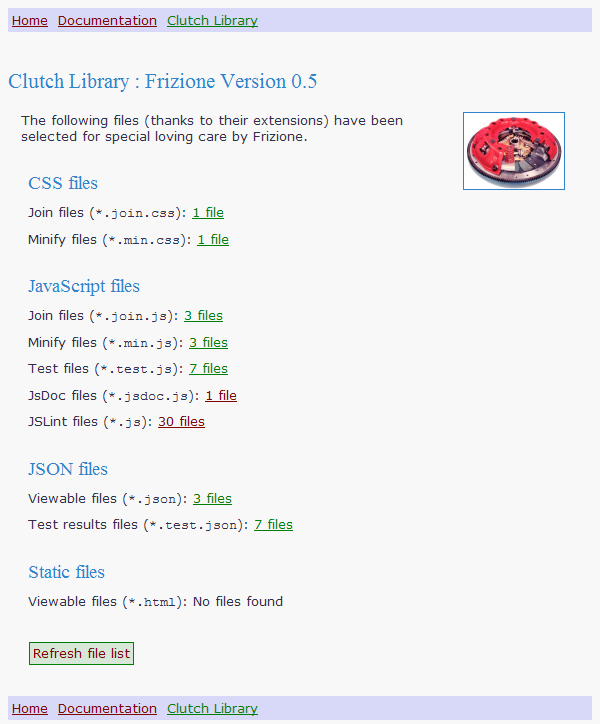 Home Documentation Clutch Library
Clutch Library : Frizione Version 0.5
The following files (thanks to their extensions) have been
selected for special loving care by Frizione.
CSS files
Join files (*.join.css): 1 file
Minify files (*.min.css): 1 file
JavaScript files
Join files (*.join.js): 3 files
Minify files (*.min.js): 3 files
Test files (*.test.js): 7 files
JsDoc files (*.jsdoc.js): 1 file
JSLint files (*.js): 30 files
JSON files
Viewable files (*.json): 3 files
Test results files (*.test.json): 7 files
Static files
Viewable files (*.html): No files found
Refresh file list
Home Documentation Clutch Library